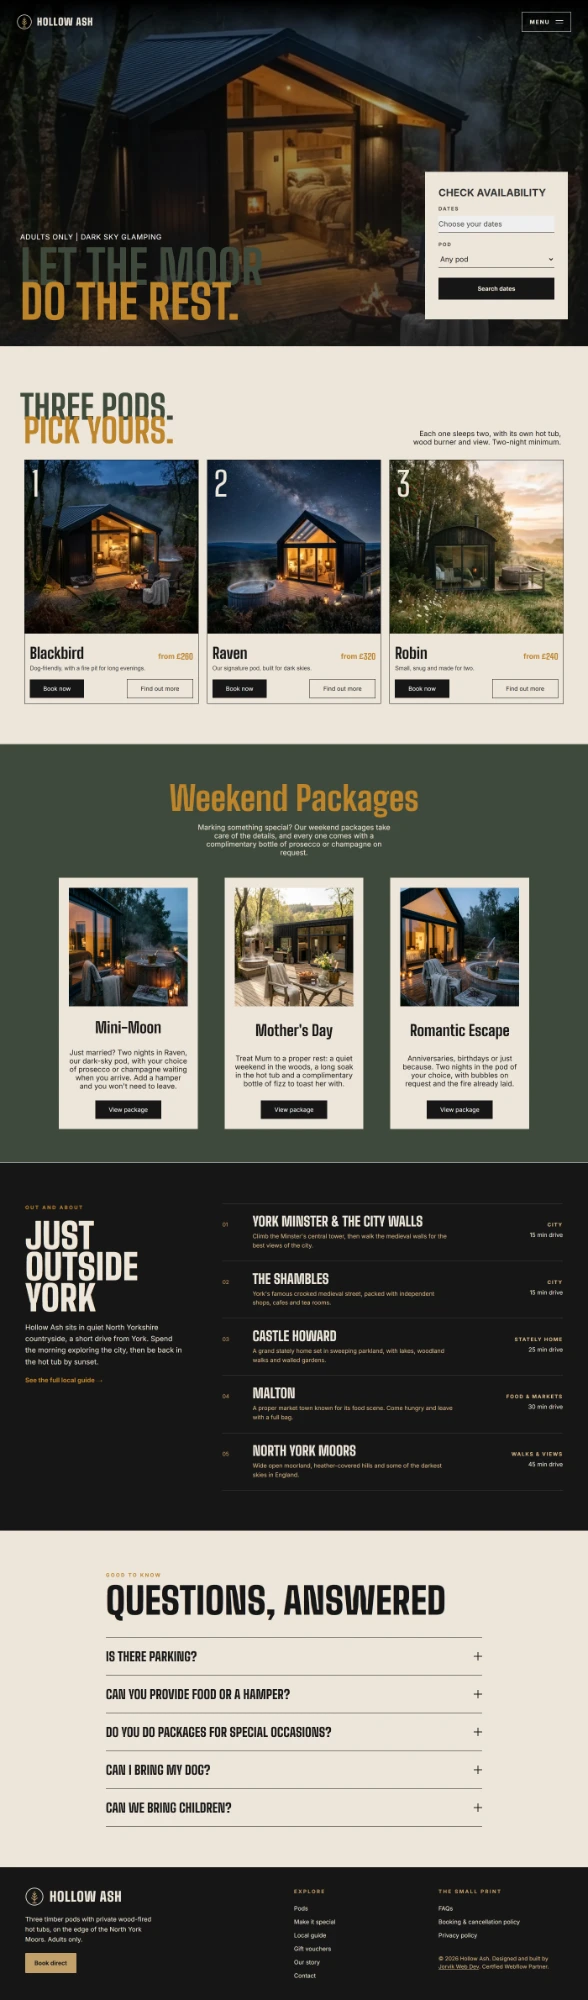 HOLLOW ASH
MENU
ADULTS ONLY | DARK SKY GLAMPING
LET THE MOOR
DO THE REST.
CHECK AVAILABILITY
DATES
Choose your dates
POD
Any pod
Search dates
THREE PODS.
PICK YOURS.
Each one sleeps two, with its own hot tub,
wood burner and view. Two-night minimum.
1
2
3
Blackbird
from £260
Dog-friendly, with a fire pit for long evenings.
Book now
Find out more
Raven
from £320
Our signature pod, built for dark skies.
Book now
Find out more
Robin
from £240
Small, snug and made for two.
Book now
Find out more
Weekend Packages
Marking something special? Our weekend packages take
care of the details, and every one comes with a
complimentary bottle of prosecco or champagne on
request.
Mini-Moon
Just married? Two nights in Raven,
our dark-sky pod, with your choice
of prosecco or champagne waiting
when you arrive. Add a hamper
and you won't need to leave.
View package
Mother's Day
Treat Mum to a proper rest: a quiet
weekend in the woods, a long soak
in the hot tub and a complimentary
bottle of fizz to toast her with.
View package
Romantic Escape
Anniversaries, birthdays or just
because. Two nights in the pod of
your choice, with bubbles on
request and the fire already laid.
View package
OUT AND ABOUT
JUST
OUTSIDE
YORK
Hollow Ash sits in quiet North Yorkshire
countryside, a short drive from York. Spend
the morning exploring the city, then be back in
the hot tub by sunset.
See the full local guide →
01
YORK MINSTER & THE CITY WALLS
Climb the Minster's central tower, then walk the medieval walls for the
best views of the city.
CITY
15 min drive
02
THE SHAMBLES
York's famous crooked medieval street, packed with independent
shops, cafes and tea rooms.
CITY
15 min drive
03
CASTLE HOWARD
A grand stately home set in sweeping parkland, with lakes, woodland
walks and walled gardens.
STATELY HOME
25 min drive
04
MALTON
A proper market town known for its food scene. Come hungry and leave
with a full bag.
FOOD & MARKETS
30 min drive
05
NORTH YORK MOORS
Wide open moorland, heather-covered hills and some of the darkest
skies in England.
WALKS & VIEWS
45 min drive
GOOD TO KNOW
QUESTIONS, ANSWERED
IS THERE PARKING?
CAN YOU PROVIDE FOOD OR A HAMPER?
DO YOU DO PACKAGES FOR SPECIAL OCCASIONS?
CAN I BRING MY DOG?
CAN WE BRING CHILDREN?
HOLLOW ASH
Three timber pods with private wood-fired
hot tubs, on the edge of the North York
Moors. Adults only.
Book direct
EXPLORE
Pods
Make it special
Local guide
Gift vouchers
Our story
Contact
THE SMALL PRINT
FAQs
Booking & cancellation policy
Privacy policy
© 2026 Hollow Ash. Designed and built by
Jorvik Web Dev. Certified Webflow Partner.